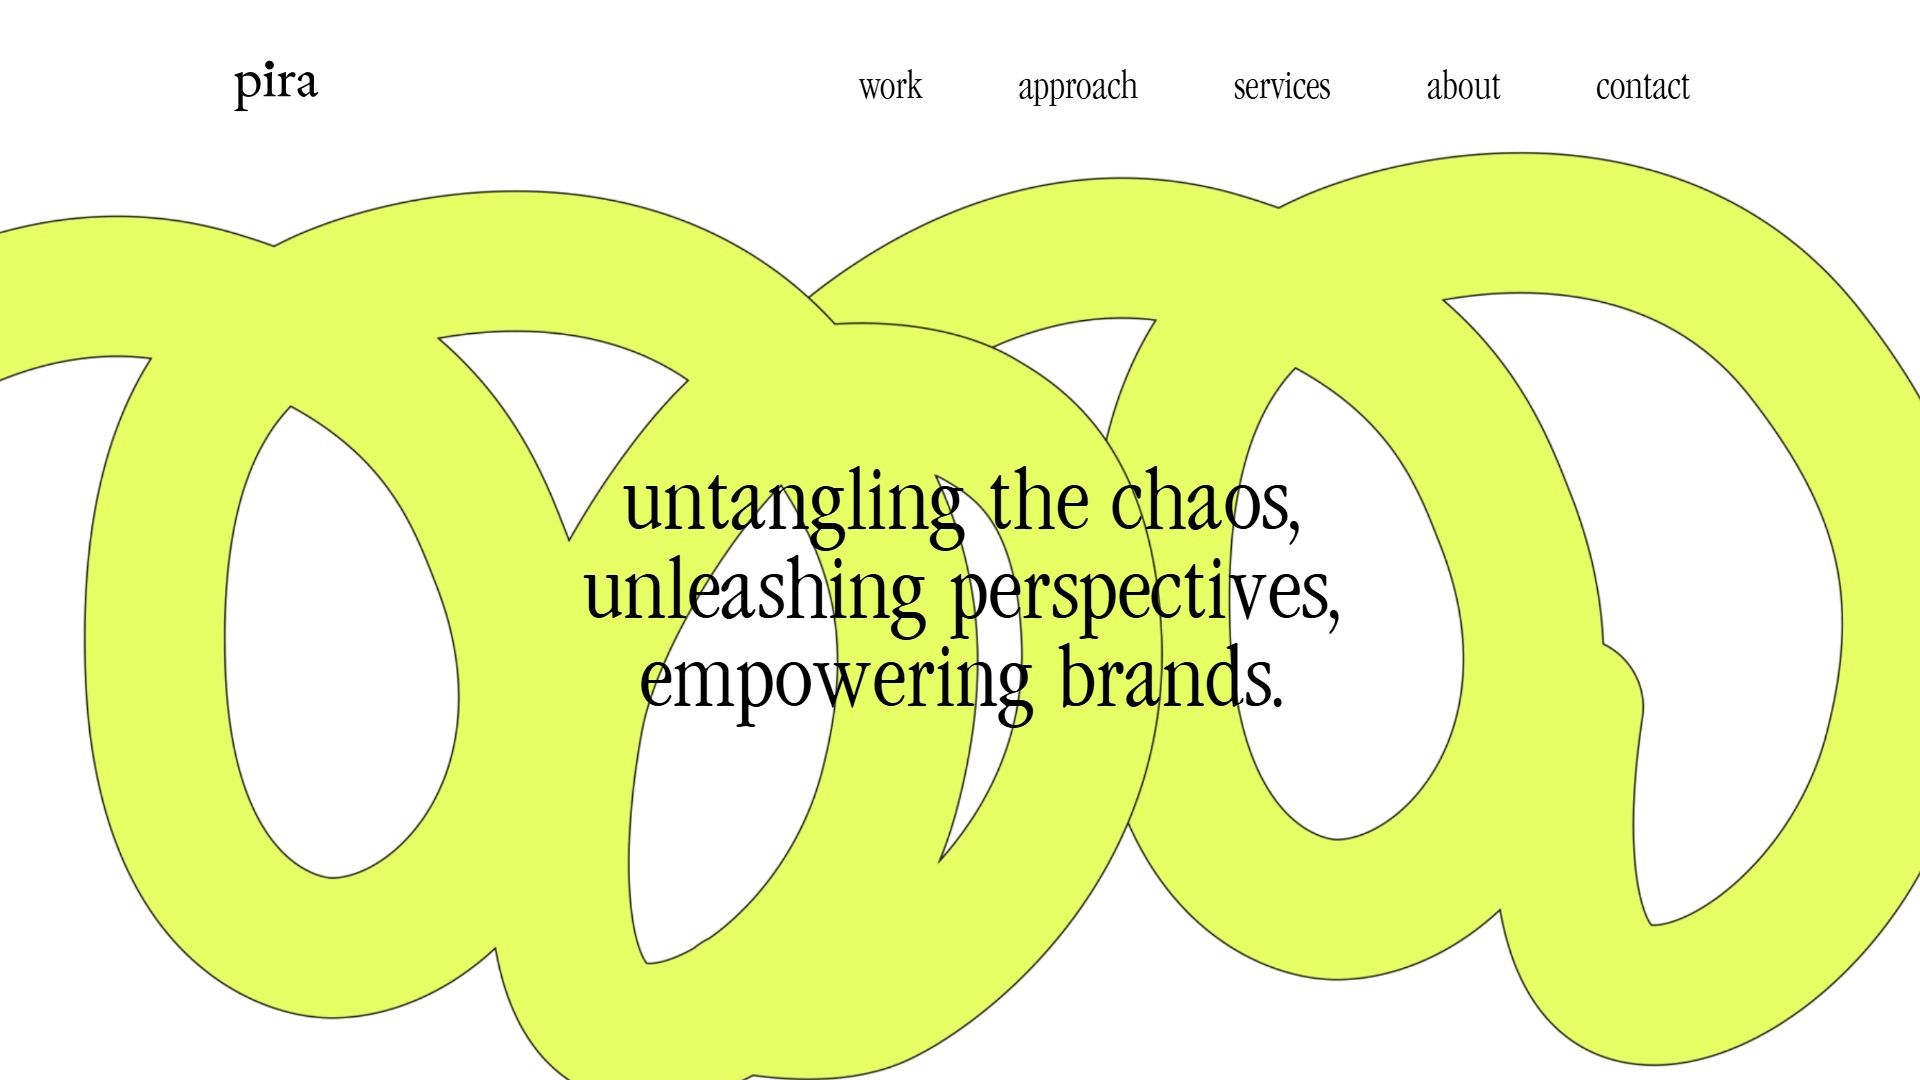 pira
work approach services about contact
untangling the chaos,
unleashing perspectives,
empowering brands.